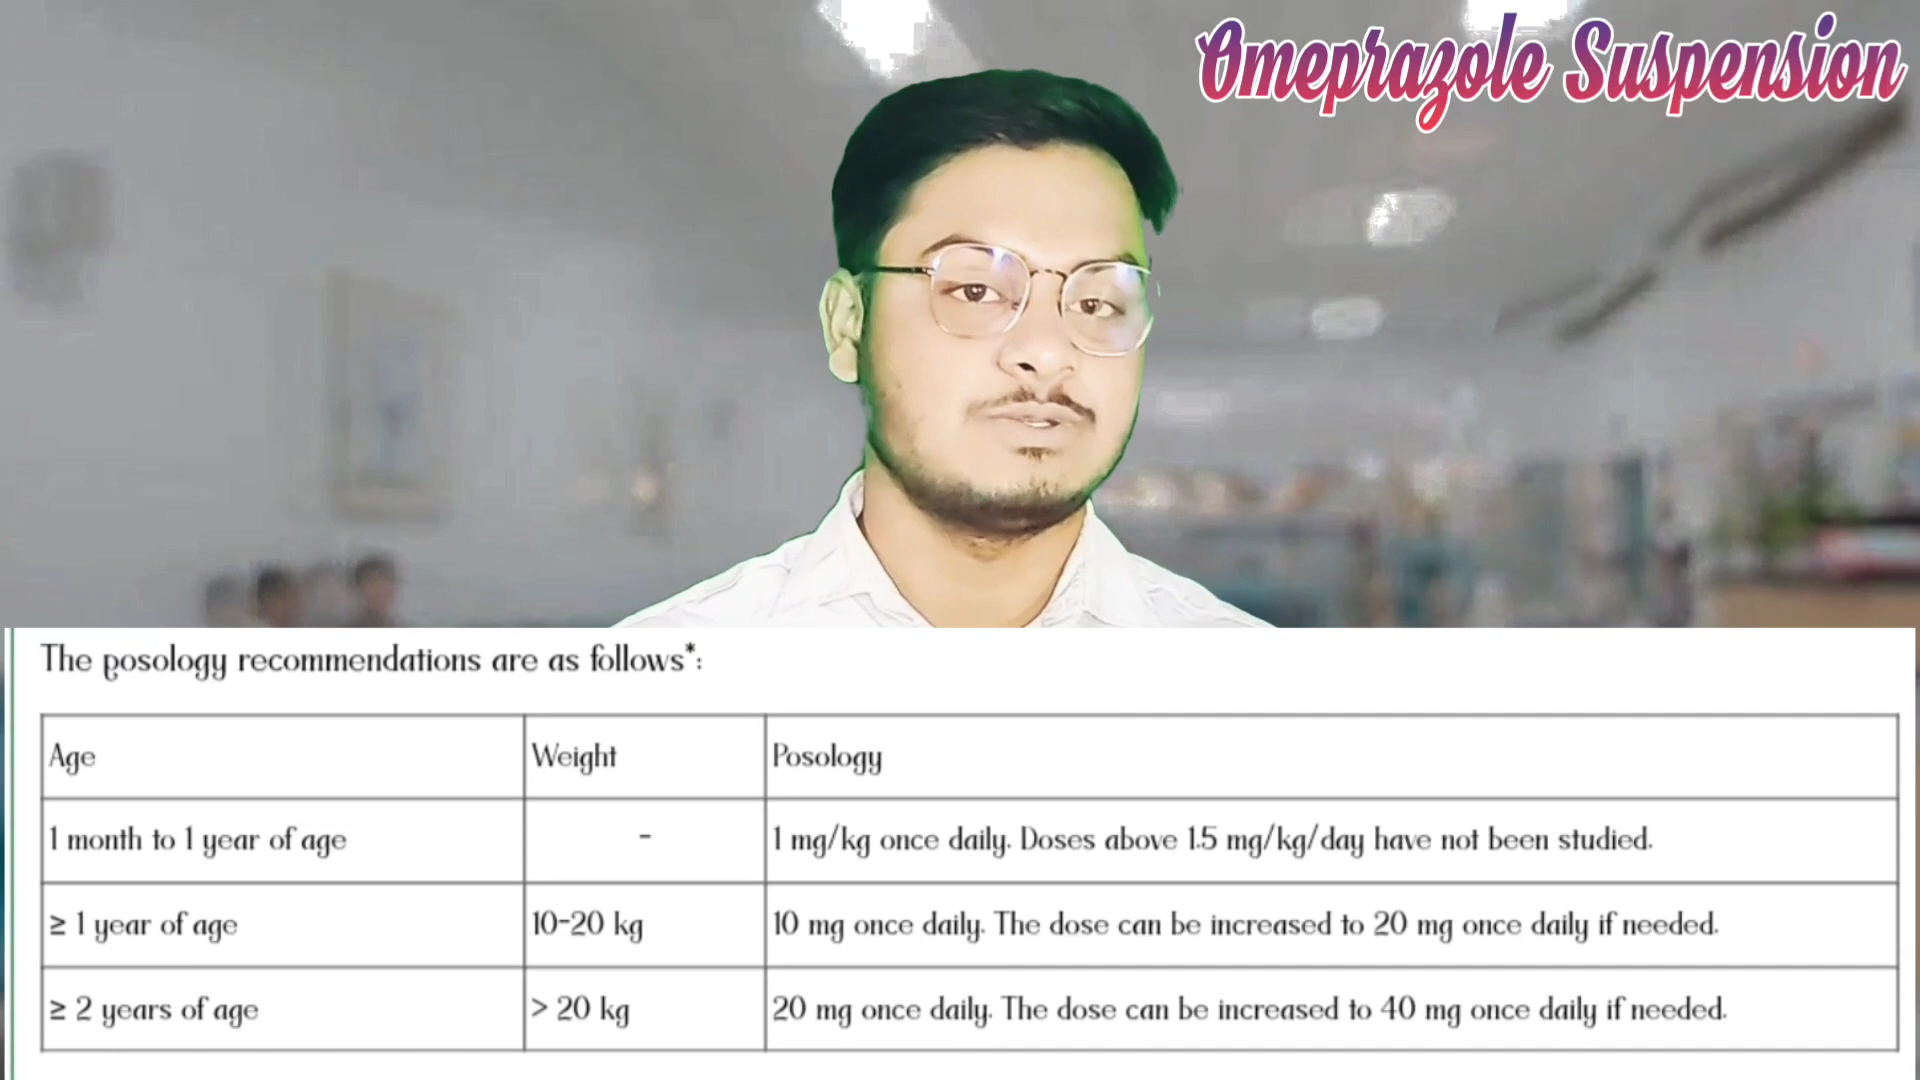 Omeprazole Suspension
The posology recommendations are as follows*:
Age Weight Posology
1 month to 1 year of age - 1 mg/kg once daily. Doses above 1.5 mg/kg/day have not been studied.
≥ 1 year of age 10-20 kg 10 mg once daily. The dose can be increased to 20 mg once daily if needed.
≥ 2 years of age > 20 kg 20 mg once daily. The dose can be increased to 40 mg once daily if needed.